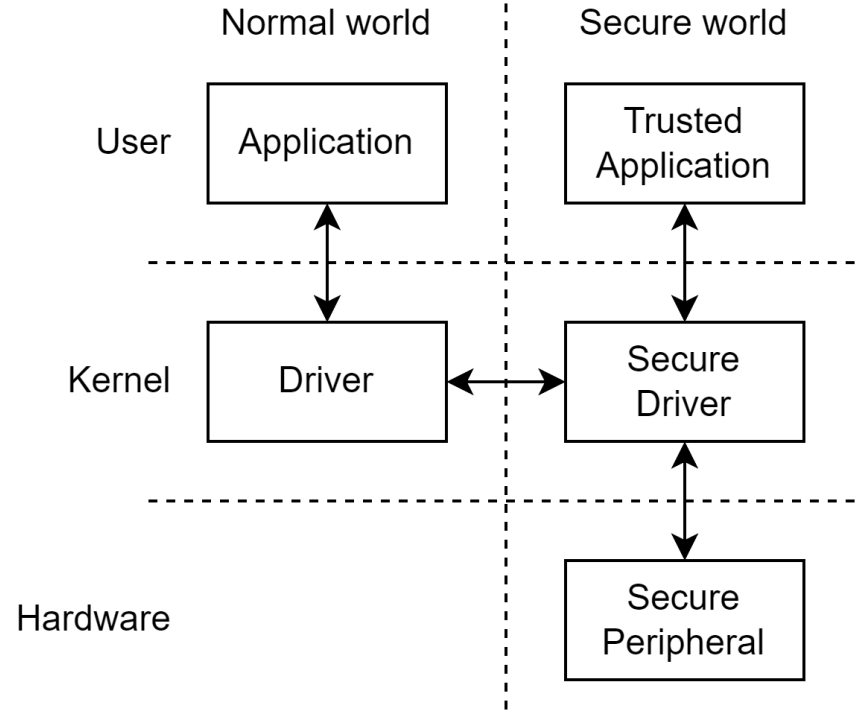 Normal world
Secure world
User
Application
Trusted
Application
Kernel
Driver
Secure
Driver
Hardware
Secure
Peripheral